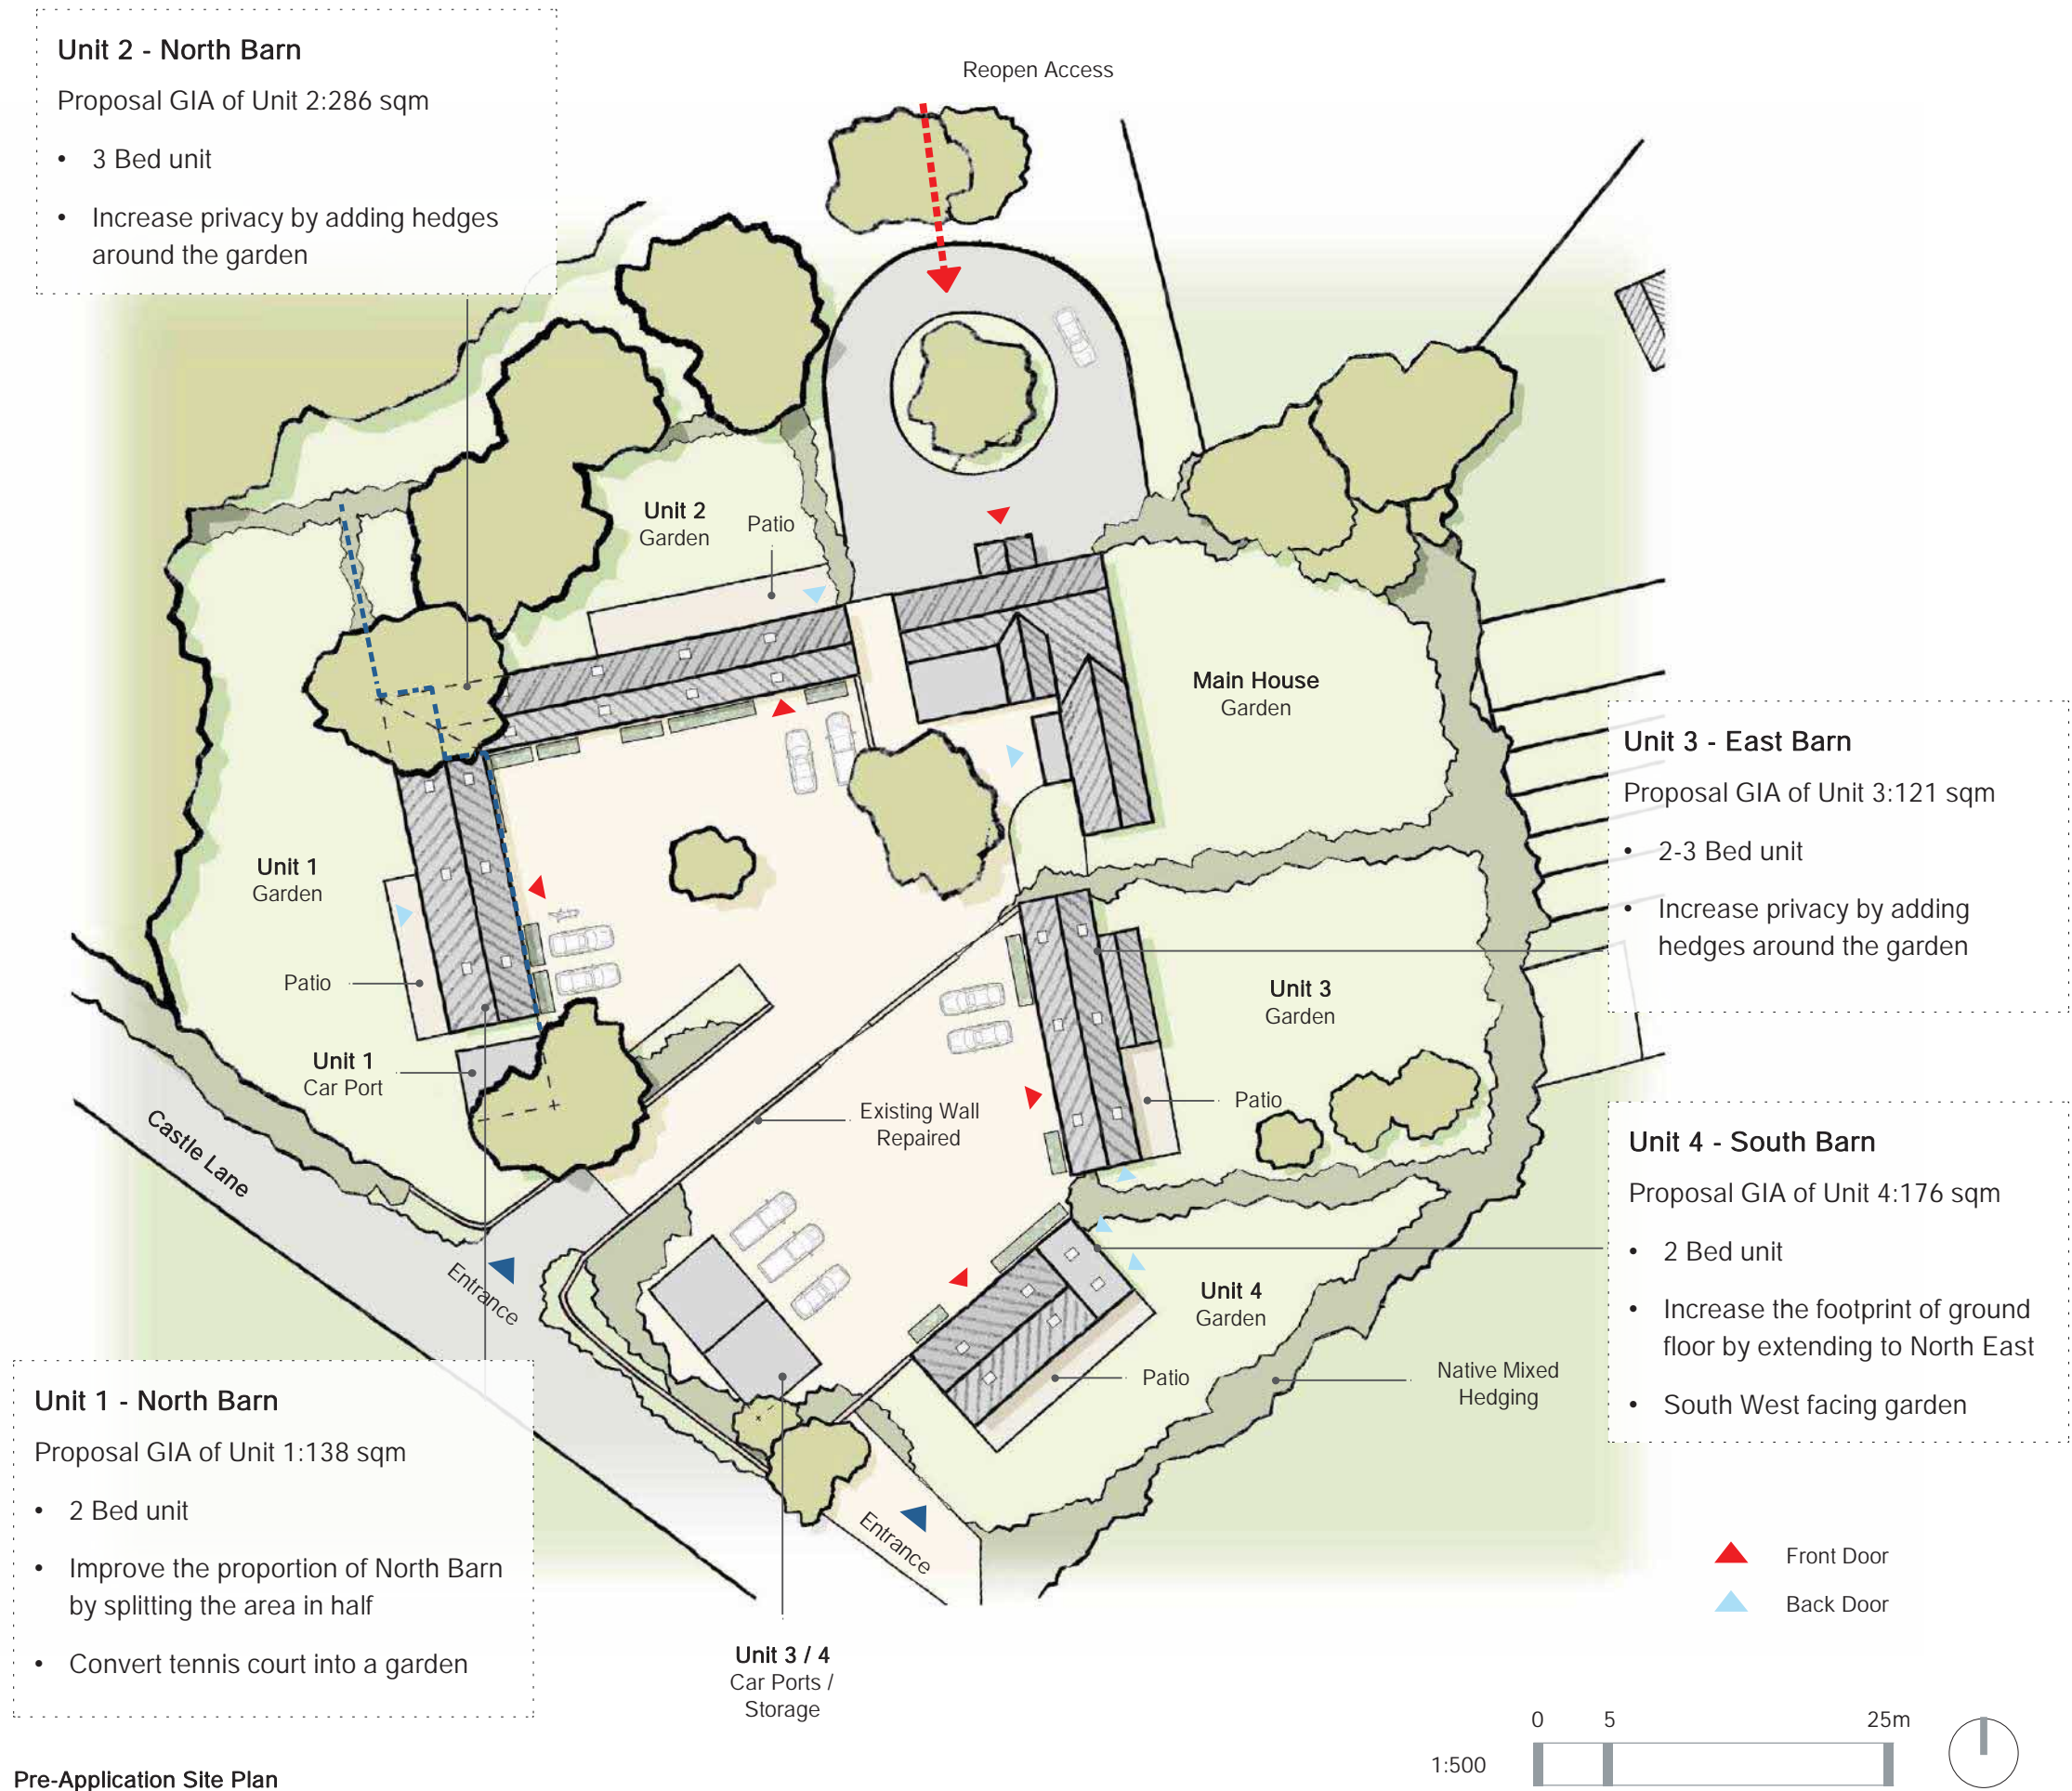 Unit 2 - North Barn
Proposal GIA of Unit 2:286 sqm
• 3 Bed unit
• Increase privacy by adding hedges
around the garden
Reopen Access
Unit 2
Garden
Patio
Main House
Garden
Unit 3 - East Barn
Proposal GIA of Unit 3:121 sqm
• 2-3 Bed unit
• Increase privacy by adding
hedges around the garden
Unit 1
Garden
Patio
Unit 1
Car Port
Unit 3
Garden
Patio
Existing Wall
Repaired
Castle Lane
Entrance
Unit 4 - South Barn
Proposal GIA of Unit 4:176 sqm
• 2 Bed unit
• Increase the footprint of ground
floor by extending to North East
• South West facing garden
Unit 4
Garden
Patio
Native Mixed
Hedging
Unit 1 - North Barn
Proposal GIA of Unit 1:138 sqm
• 2 Bed unit
• Improve the proportion of North Barn
by splitting the area in half
• Convert tennis court into a garden
Entrance
Unit 3 / 4
Car Ports /
Storage
Front Door
Back Door
0 5 25m
1:500
Pre-Application Site Plan